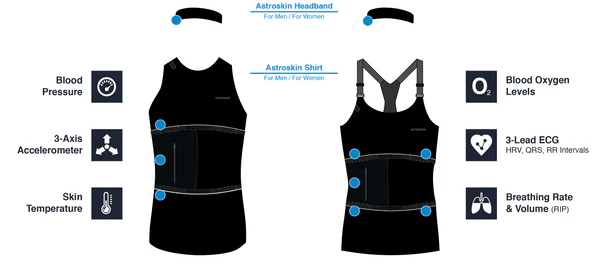 Astroskin Headband
For Men / For Women
Astroskin Shirt
For Men / For Women
Blood
Pressure
3-Axis
Accelerometer
Skin
Temperature
O2
Blood Oxygen
Levels
3-Lead ECG
HRV, QRS, RR Intervals
Breathing Rate
& Volume (RIP)